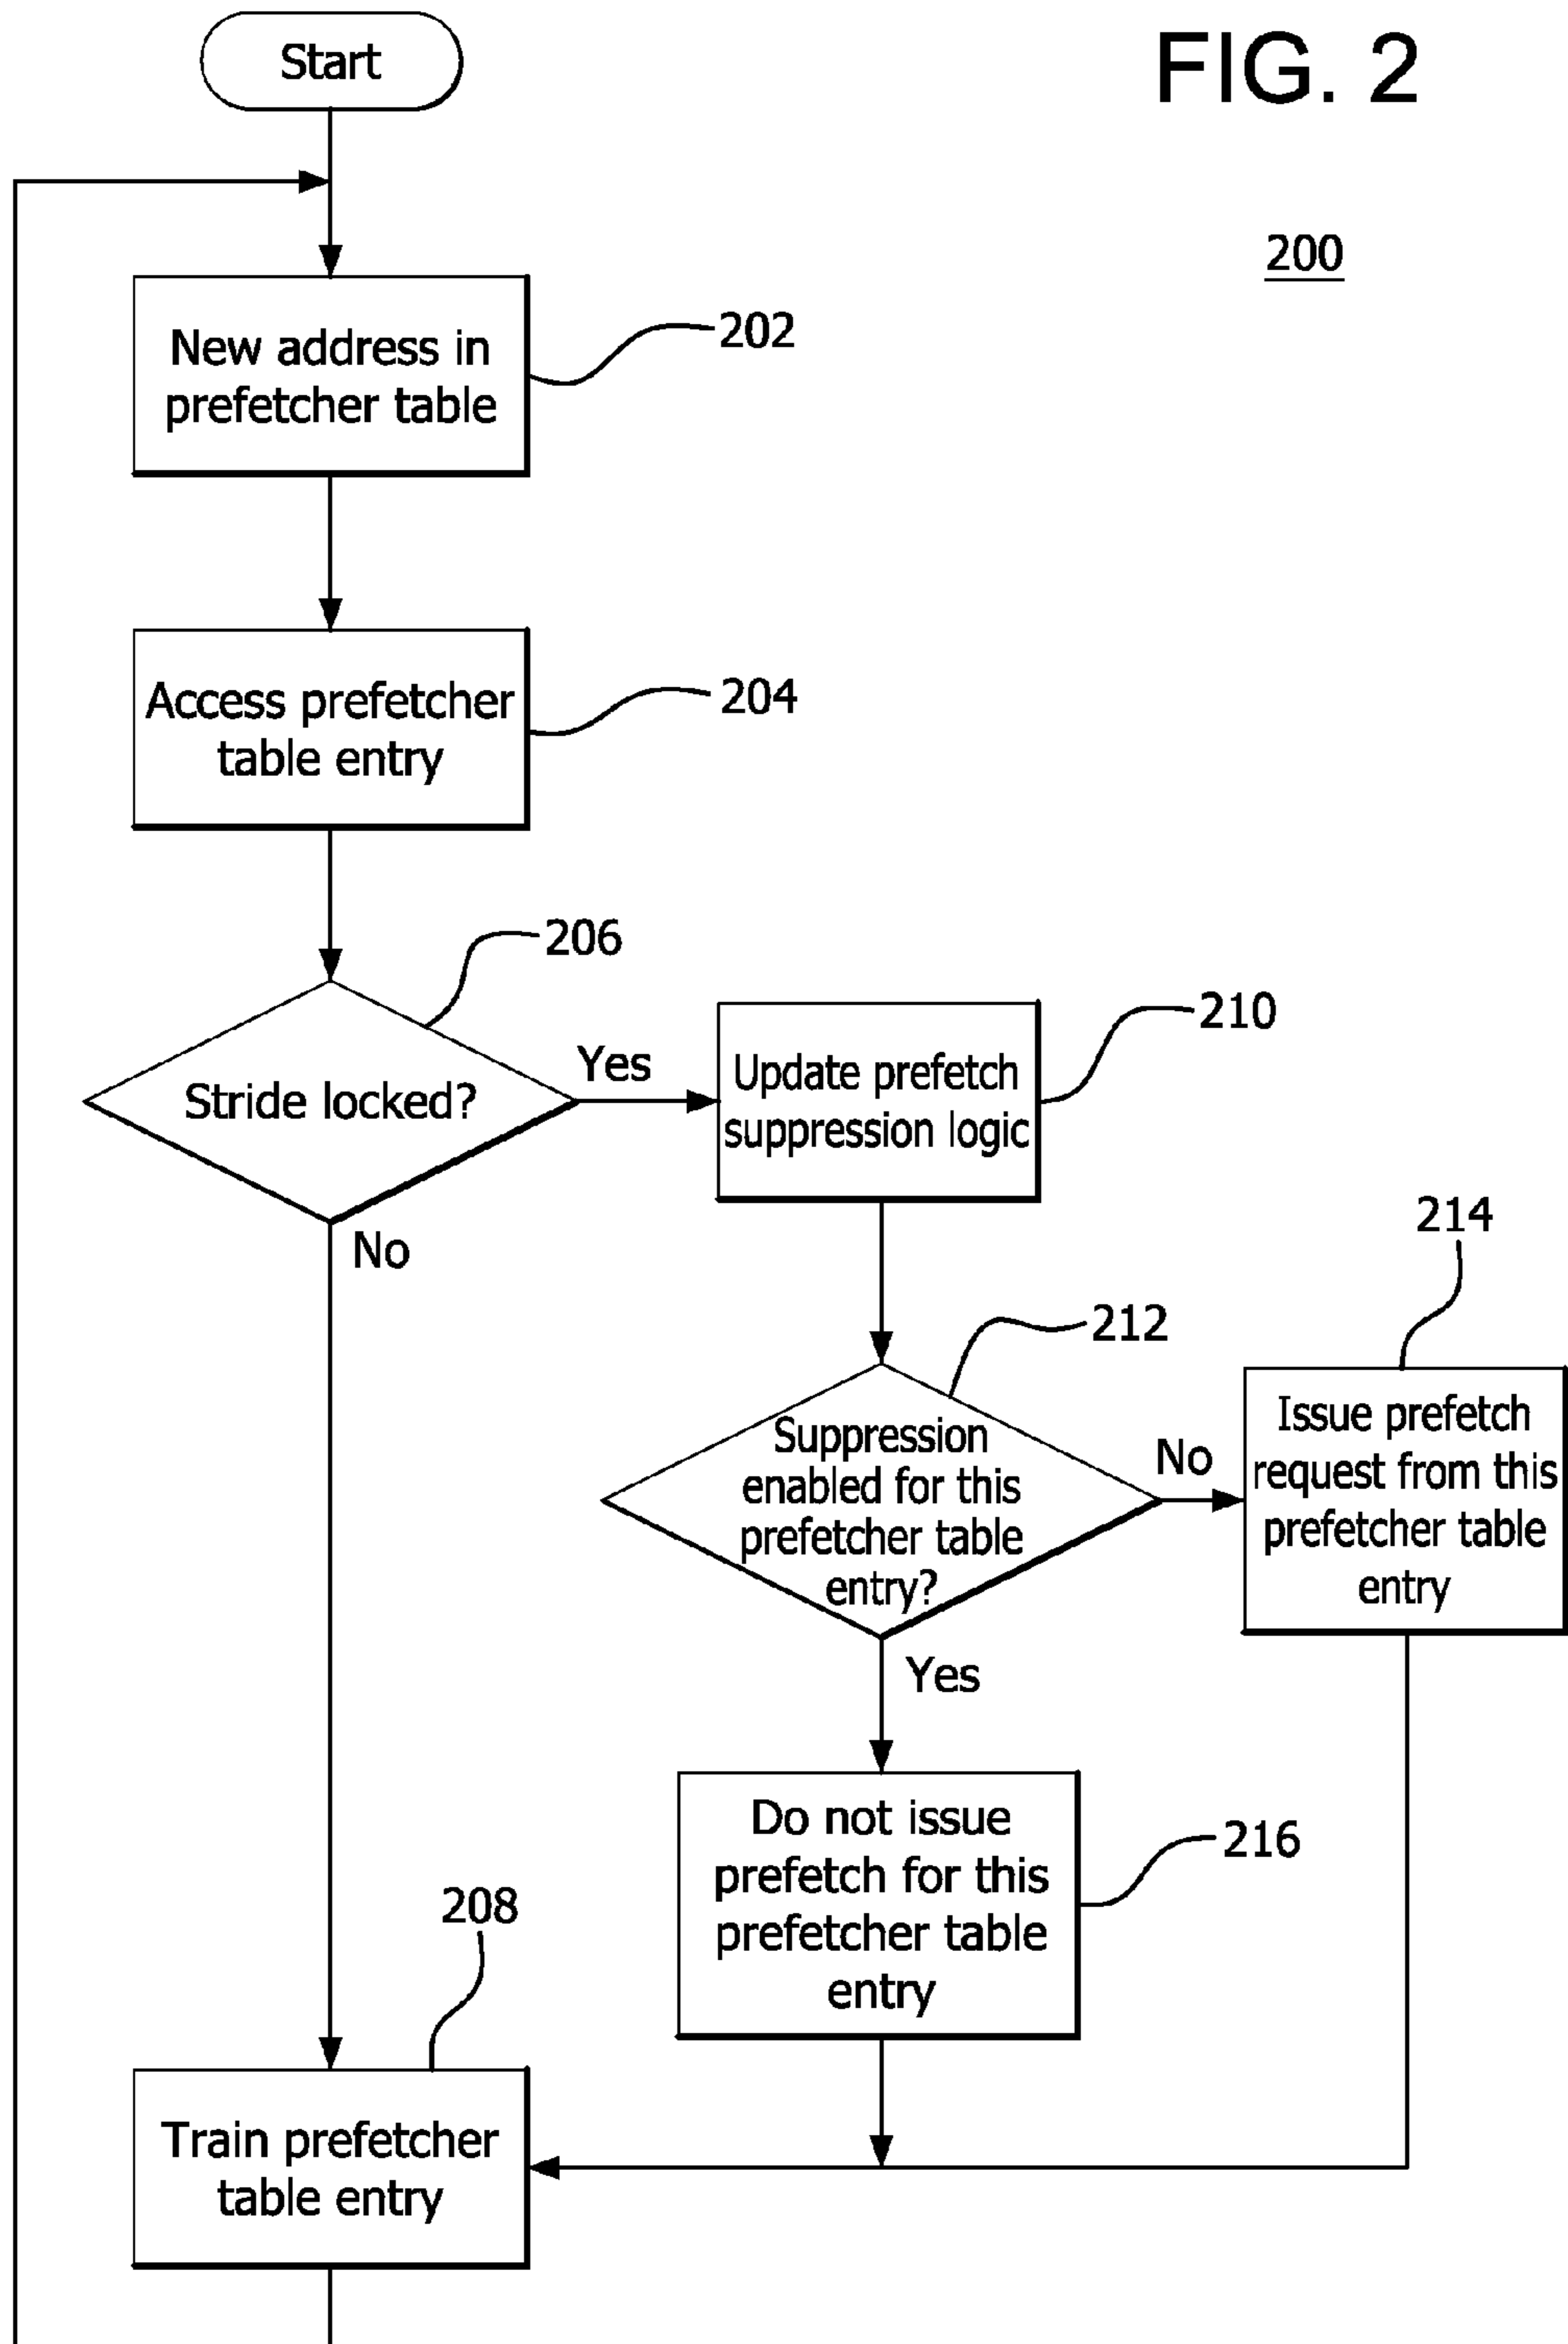 FIG. 2
200
Start
New address in
prefetcher table
202
Access prefetcher
table entry
204
206
Stride locked?
Yes
No
Update prefetch
suppression logic
210
212
Suppression
enabled for this
prefetcher table
entry?
No
Yes
214
Issue prefetch
request from this
prefetcher table
entry
Do not issue
prefetch for this
prefetcher table
entry
216
208
Train prefetcher
table entry